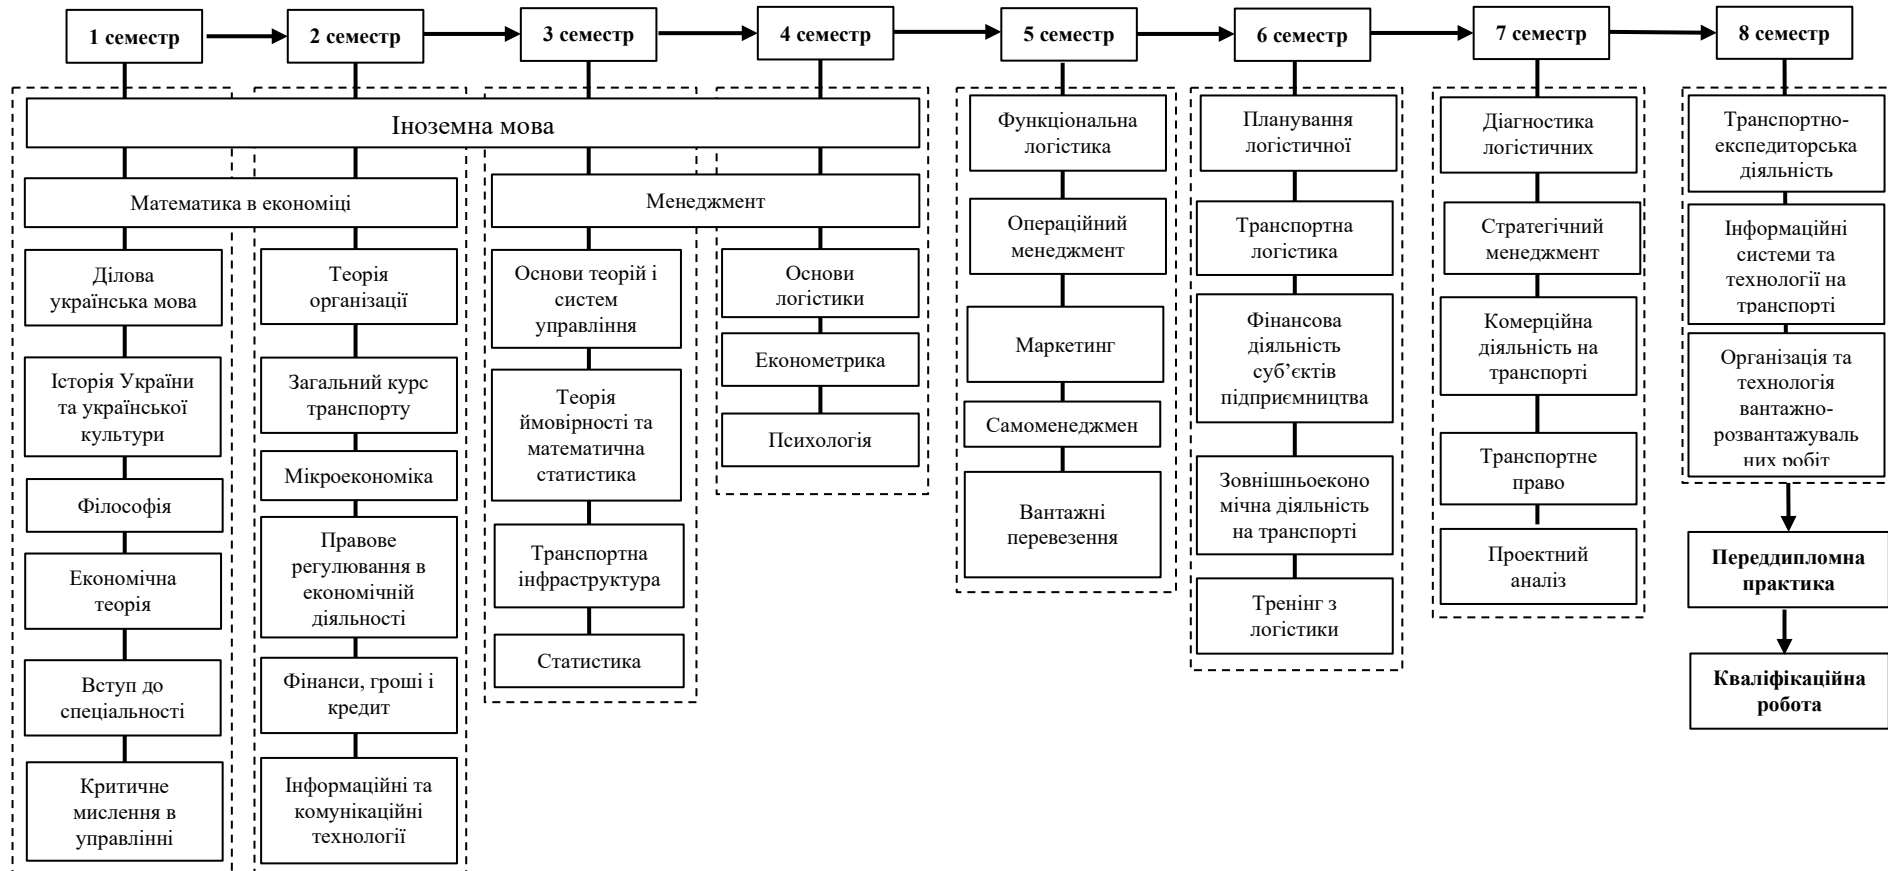 1 семестр
2 семестр
3 семестр
4 семестр
5 семестр
6 семестр
7 семестр
8 семестр
Іноземна мова
Математика в економіці
Менеджмент
Ділова
українська мова
Історія України
та української
культури
Філософія
Економічна
теорія
Вступ до
спеціальності
Критичне
мислення в
управлінні
Теорія
організації
Загальний курс
транспорту
Мікроекономіка
Правове
регулювання в
економічній
діяльності
Фінанси, гроші і
кредит
Інформаційні та
комунікаційні
технології
Основи теорій і
систем
управління
Теорія
ймовірності та
математична
статистика
Транспортна
інфраструктура
Статистика
Основи
логістики
Економетрика
Психологія
Функціональна
логістика
Операційний
менеджмент
Маркетинг
Самоменеджмен
Вантажні
перевезення
Планування
логістичної
Транспортна
логістика
Фінансова
діяльність
суб’єктів
підприємництва
Зовнішньоеконо
мічна діяльність
на транспорті
Тренінг з
логістики
Діагностика
логістичних
Стратегічний
менеджмент
Комерційна
діяльність на
транспорті
Транспортне
право
Проектний
аналіз
Транспортно-
експедиторська
діяльність
Інформаційні
системи та
технології на
транспорті
Організація та
технологія
вантажно-
розвантажуваль
них робіт
Переддипломна
практика
Кваліфікаційна
робота